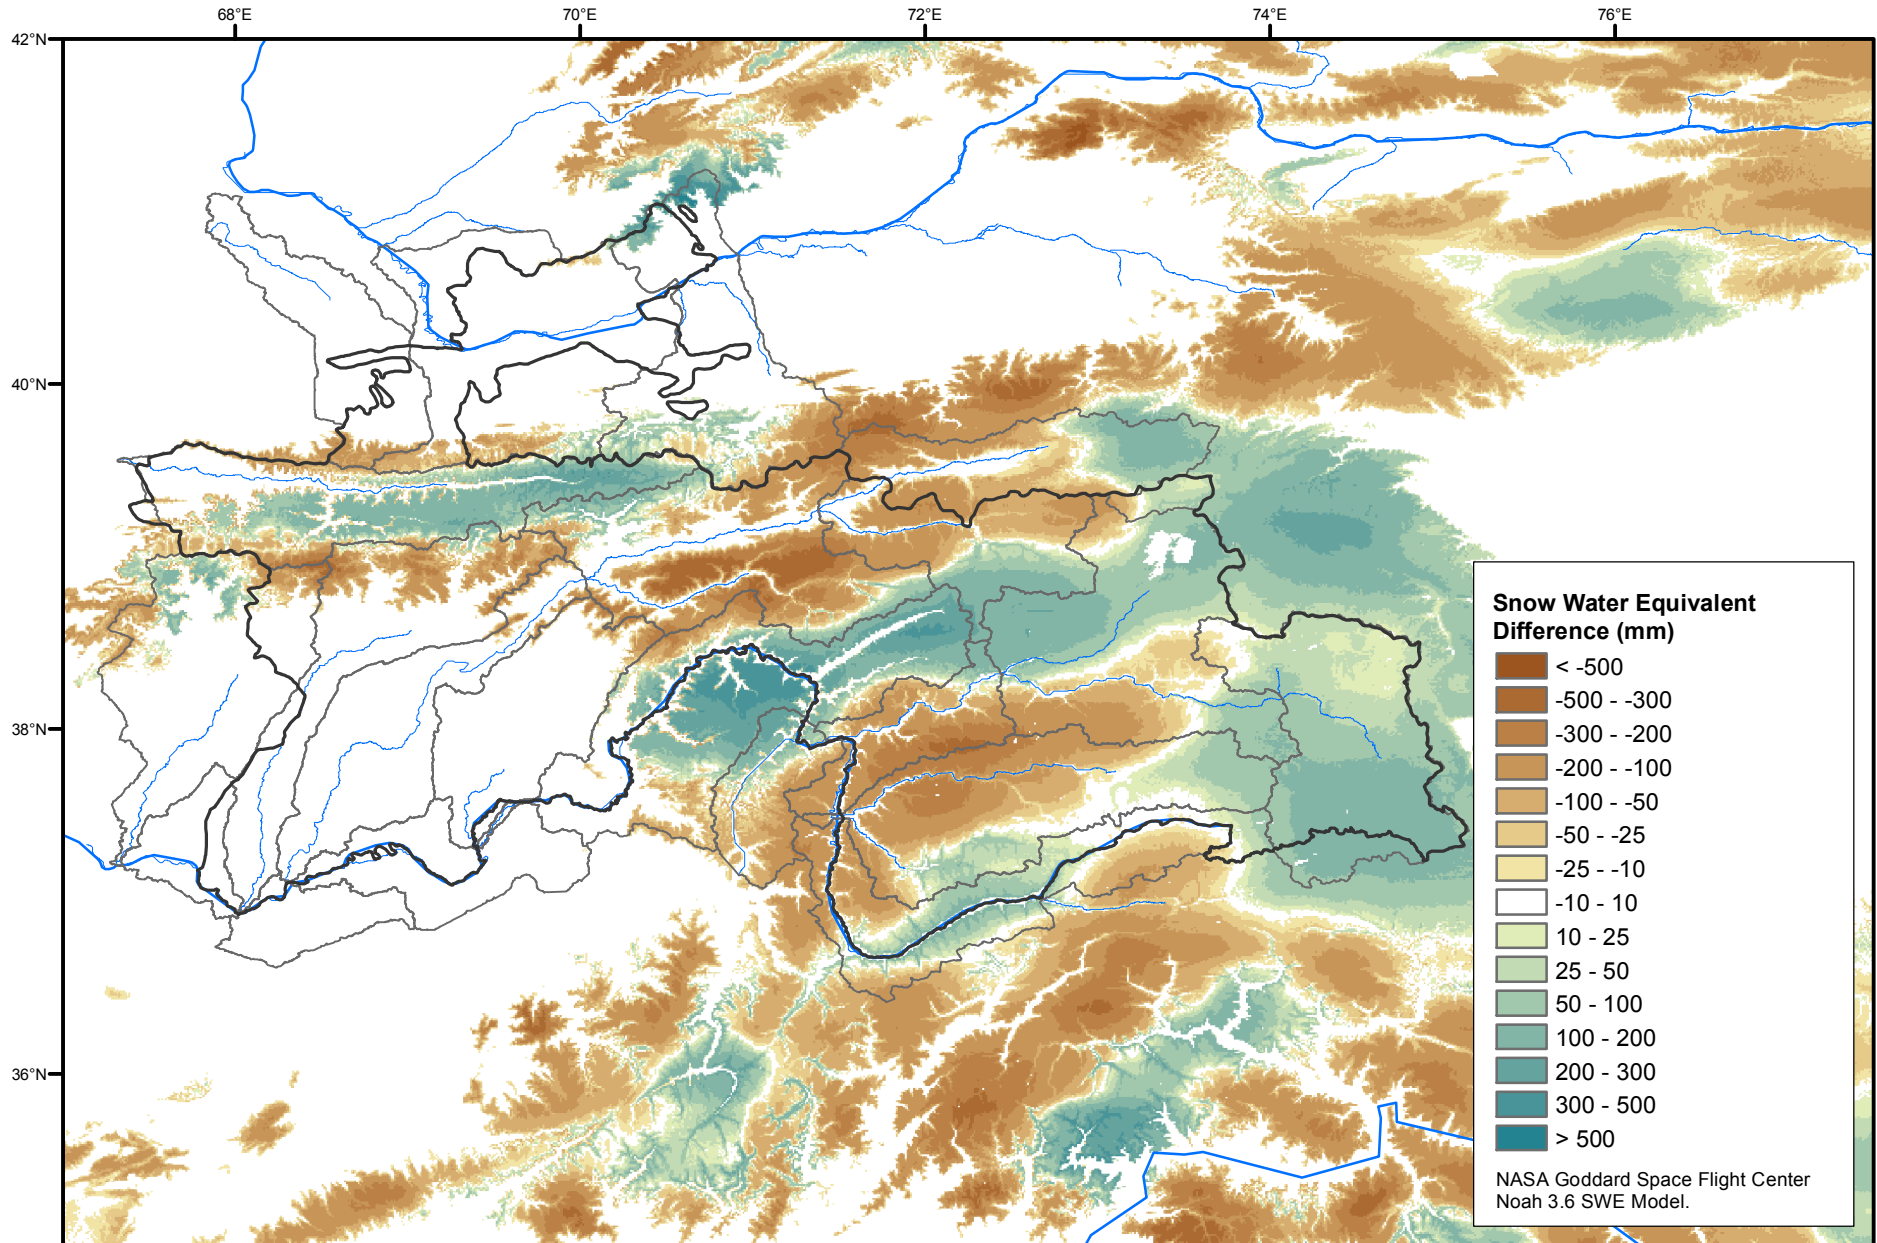 68°E
70°E
72°E
74°E
76°E
42°N
40°N
38°N
36°N
Snow Water Equivalent
Difference (mm)
< -500
-500 - -300
-300 - -200
-200 - -100
-100 - -50
-50 - -25
-25 - -10
-10 - 10
10 - 25
25 - 50
50 - 100
100 - 200
200 - 300
300 - 500
> 500
NASA Goddard Space Flight Center
Noah 3.6 SWE Model.